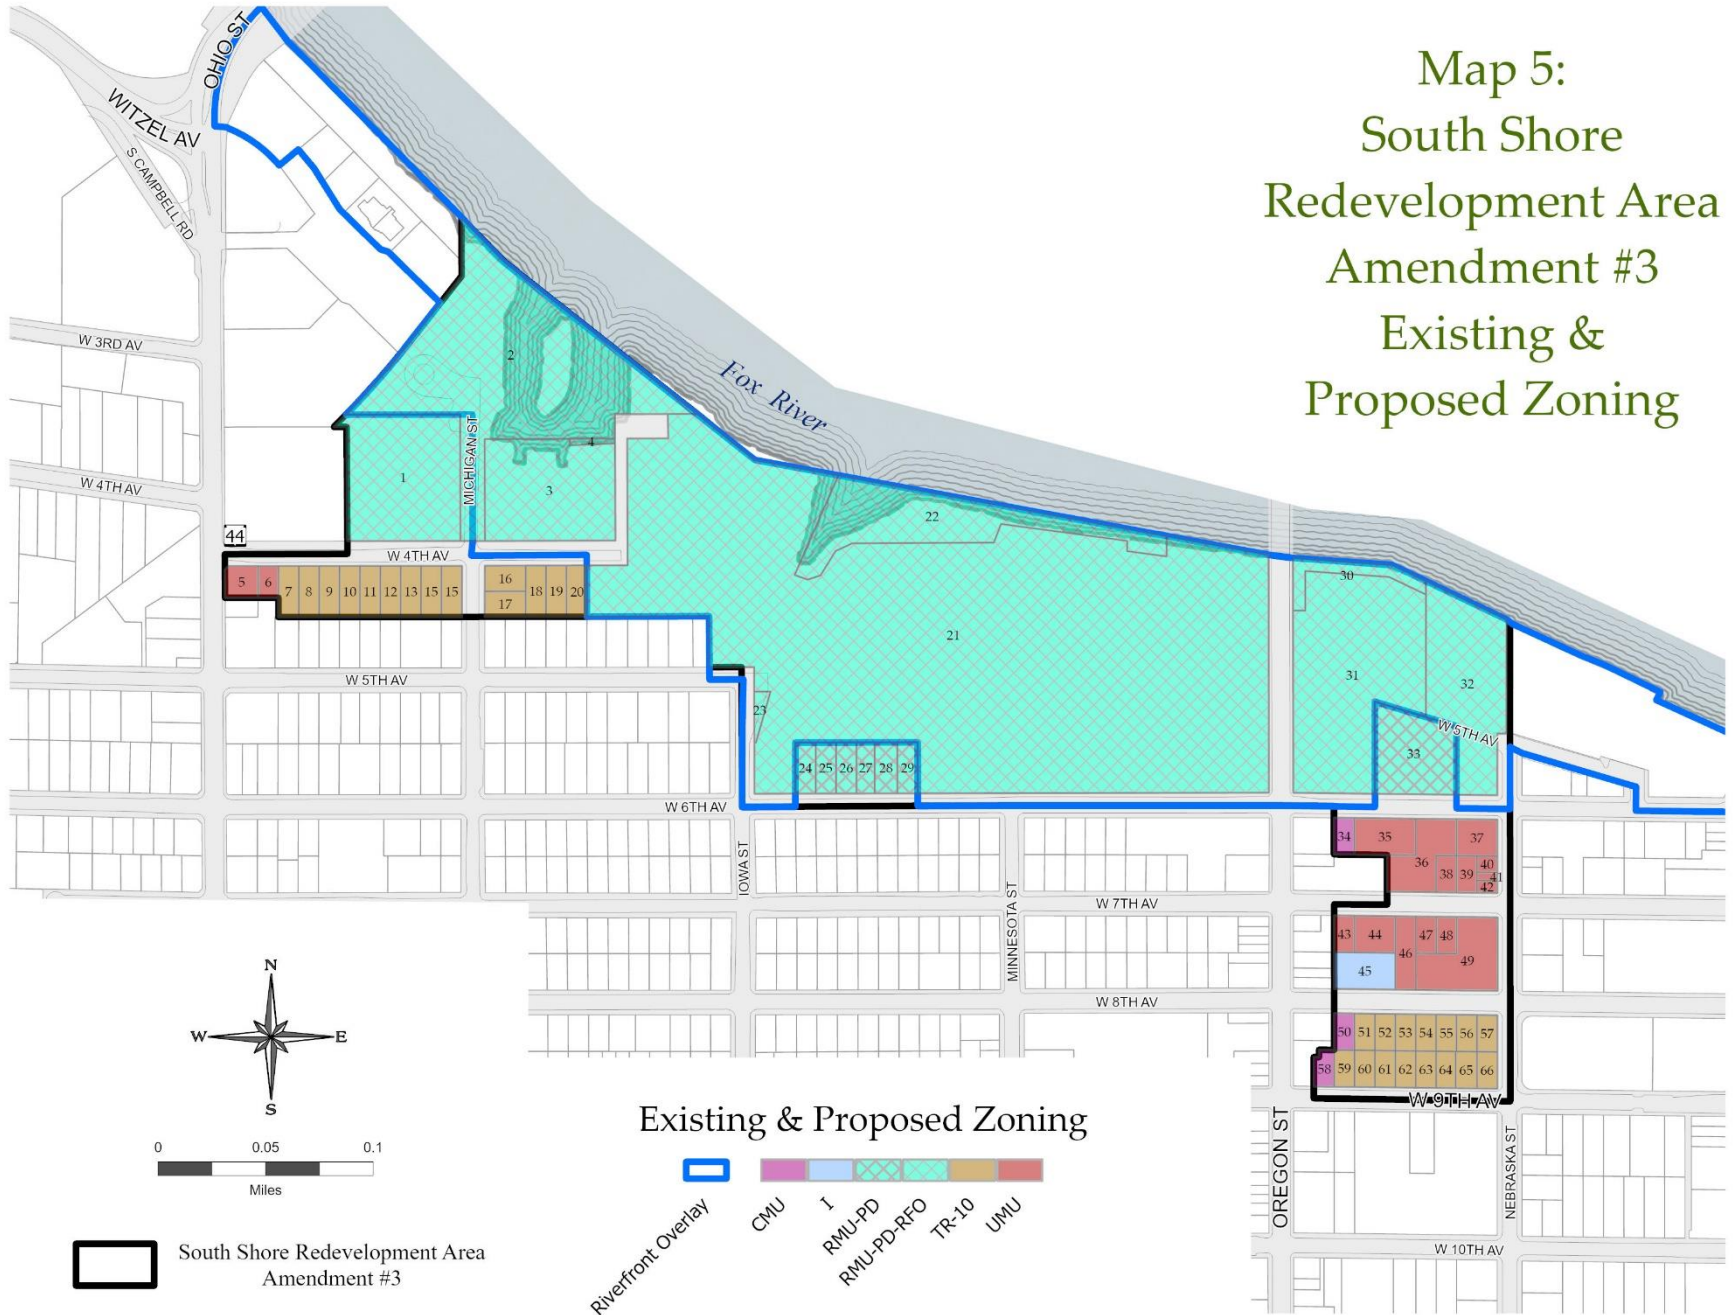 Map 5:
South Shore
Redevelopment Area
Amendment #3
Existing &
Proposed Zoning
OHIO ST
WITZEL AV
S CAMPBELL RD
W 3RD AV
W 4TH AV
44
MICHIGAN ST
Fox River
1
2
3
4
W 4TH AV
5 6 7 8 9 10 11 12 13 15 15
16
17
18 19 20
W 5TH AV
21
22
23
24 25 26 27 28 29
30
31
32
33
W 5TH AV
W 6TH AV
IOWA ST
MINNESOTA ST
34 35 36 37
38 39 40
41
42
W 7TH AV
43 44 46 47 48
45 49
W 8TH AV
50 51 52 53 54 55 56 57
58 59 60 61 62 63 64 65 66
W 9TH AV
OREGON ST
NEBRASKA ST
W 10TH AV
N
W E
S
0 0.05 0.1
Miles
South Shore Redevelopment Area
Amendment #3
Existing & Proposed Zoning
Riverfront Overlay
CMU
I
RMU-PD
RMU-PD-RFO
TR-10
UMU